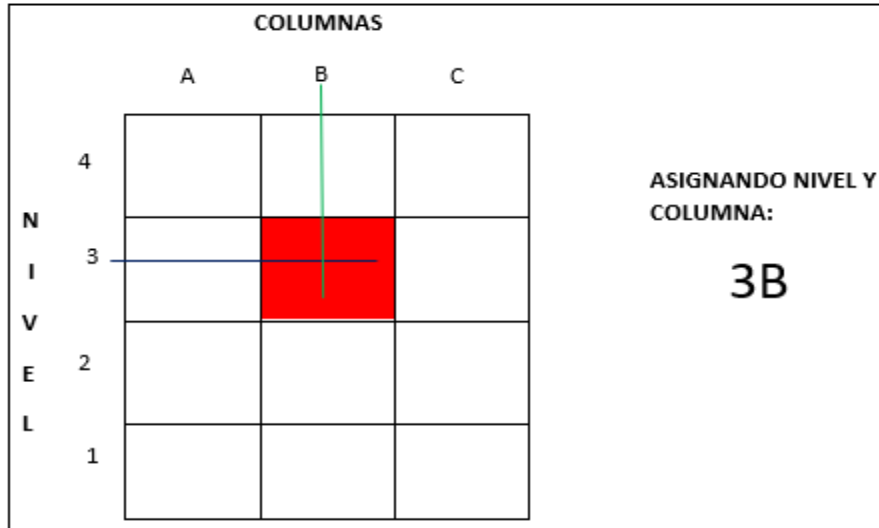 COLUMNAS
A B C
4
3
2
1
N
I
V
E
L
ASIGNANDO NIVEL Y
COLUMNA:
3B